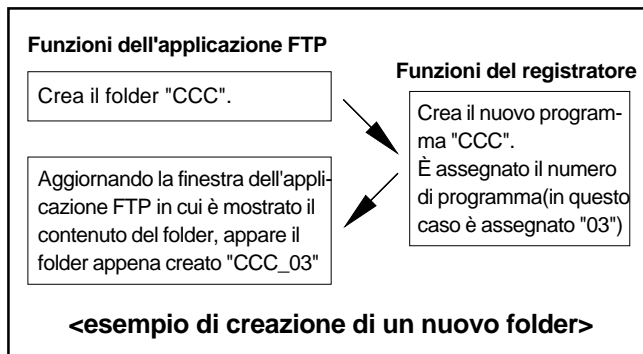 Funzioni dell'applicazione FTP
Crea il folder "CCC".
Funzioni del registratore
Crea il nuovo program-
ma "CCC".
È assegnato il numero
di programma(in questo
caso è assegnato "03")
Aggiornando la finestra dell'appli-
cazione FTP in cui è mostrato il
contenuto del folder, appare il
folder appena creato "CCC_03"
<esempio di creazione di un nuovo folder>